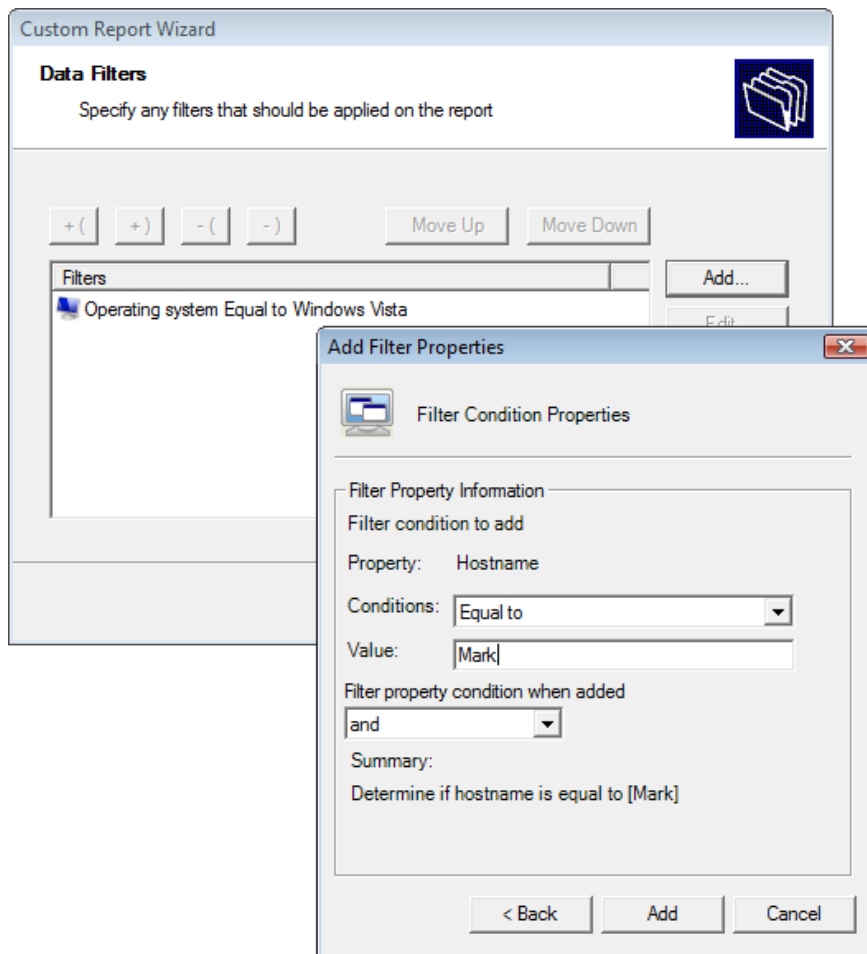 Custom Report Wizard
Data Filters
Specify any filters that should be applied on the report
+ ( + ) - ( - ) Move Up Move Down
Filters
Add...
Operating system Equal to Windows Vista
Edit...
Add Filter Properties
Filter Condition Properties
Filter Property Information
Filter condition to add
Property: Hostname
Conditions: Equal to
Value: Mark
Filter property condition when added
and
Summary:
Determine if hostname is equal to [Mark]
< Back Add Cancel